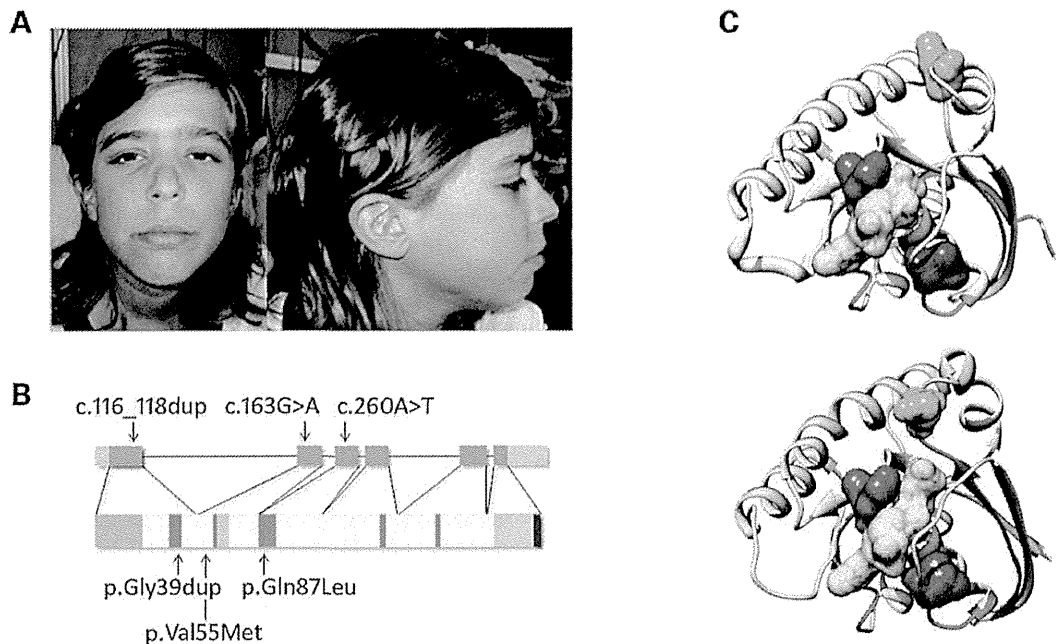 A
B
c.116_118dup
c.163G>A
c.260A>T
p.Gly39dup
p.Gln87Leu
p.Val55Met
C